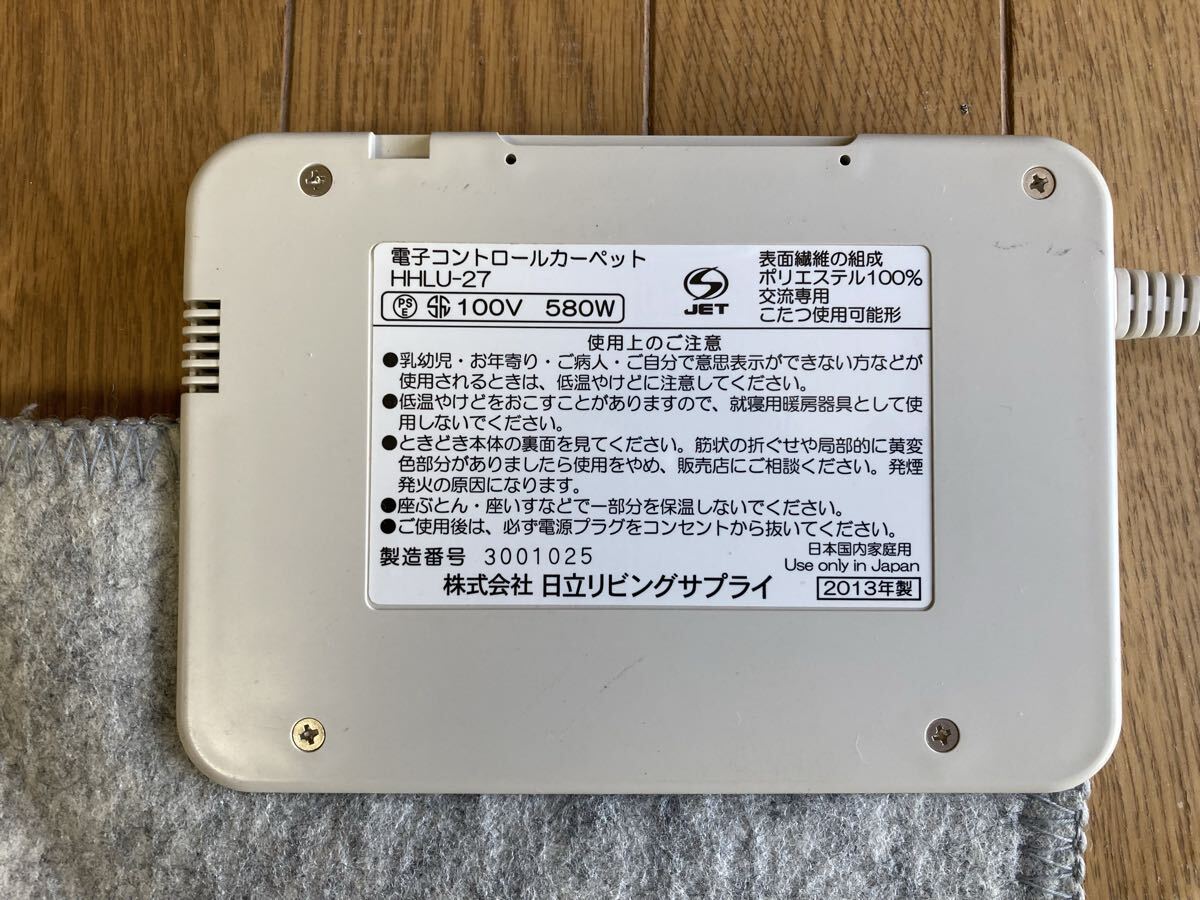 電子コントロールカーペット
HHLU-27
PSE 100V 580W
JET
表面繊維の組成
ポリエステル100%
交流専用
こたつ使用可能形
使用上のご注意
●乳幼児・お年寄り・ご病人・ご自分で意思表示ができない方などが
使用されるときは、低温やけどに注意してください。
●低温やけどをおこすことがありますので、就寝用暖房器具として使
用しないでください。
●ときどき本体の裏面を見てください。筋状の折ぐせや局部的に黄変
色部分がありましたら使用をやめ、販売店にご相談ください。発煙
発火の原因になります。
●座ぶとん・座いすなどで一部分を保温しないでください。
●ご使用後は、必ず電源プラグをコンセントから抜いてください。
製造番号 3001025
日本国内家庭用
Use only in Japan
株式会社 日立リビングサプライ
2013年製